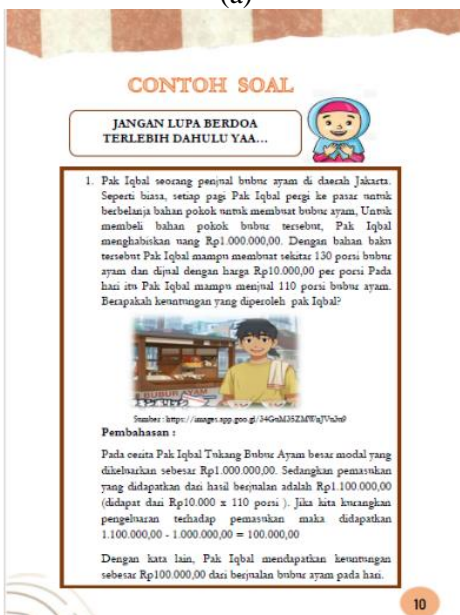 (a)
CONTOH SOAL
JANGAN LUPA BERDOA
TERLEBIH DAHULU YAA...
1. Pak Iqbal seorang penjual bubur ayam di daerah Jakarta.
Seperti biasa, setiap pagi Pak Iqbal pergi ke pasar untuk
berbelanja bahan pokok untuk membuat bubur ayam, Untuk
membeli bahan pokok bubur tersebut, Pak Iqbal
menghabiskan uang Rp1.000.000,00. Dengan bahan baku
tersebut Pak Iqbal mampu membuat sekitar 130 porsi bubur
ayam dan dijual dengan harga Rp10.000,00 per porsi Pada
hari itu Pak Iqbal mampu menjual 110 porsi bubur ayam.
Berapakah keuntungan yang diperoleh pak Iqbal?
BUBUR AYAM
Sumber : https://images.app.goo.gl/
Pembahasan :
Pada cerita Pak Iqbal Tukang Bubur Ayam besar modal yang
dikeluarkan sebesar Rp1.000.000,00. Sedangkan pemasukan
yang didapatkan dari hasil berjualan adalah Rp1.100.000,00
(didapat dari Rp10.000 x 110 porsi ). Jika kita kurangkan
pengeluaran terhadap pemasukan maka didapatkan
1.100.000,00 - 1.000.000,00 = 100.000,00
Dengan kata lain, Pak Iqbal mendapatkan keuntungan
sebesar Rp100.000,00 dari berjualan bubur ayam pada hari.
10